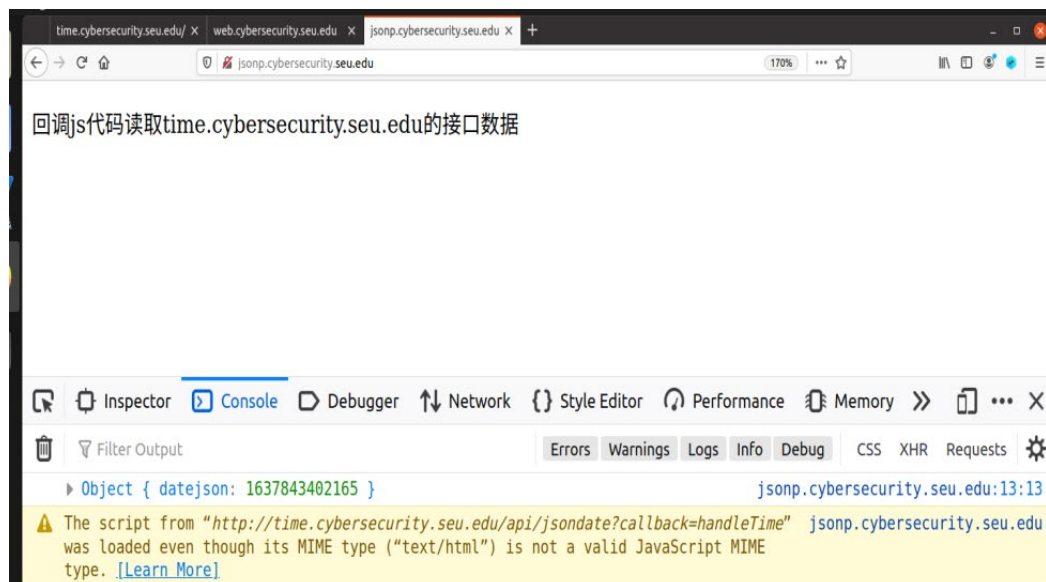 time.cybersecurity.seu.edu/
web.cybersecurity.seu.edu
jsonp.cybersecurity.seu.edu
jsonp.cybersecurity.seu.edu
170%
回调js代码读取time.cybersecurity.seu.edu的接口数据
Inspector Console Debugger Network Style Editor Performance Memory
Filter Output
Errors Warnings Logs Info Debug CSS XHR Requests
Object { datejson: 1637843402165 } jsonp.cybersecurity.seu.edu:13:13
The script from “http://time.cybersecurity.seu.edu/api/jsondate?callback=handleTime” jsonp.cybersecurity.seu.edu
was loaded even though its MIME type (“text/html”) is not a valid JavaScript MIME
type. [Learn More]